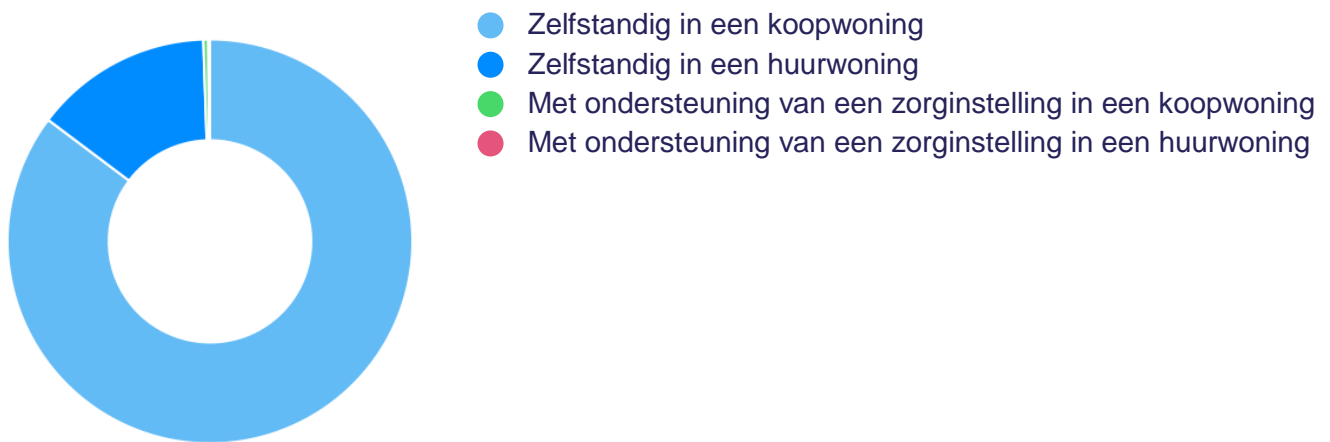 Zelfstandig in een koopwoning
Zelfstandig in een huurwoning
Met ondersteuning van een zorginstelling in een koopwoning
Met ondersteuning van een zorginstelling in een huurwoning